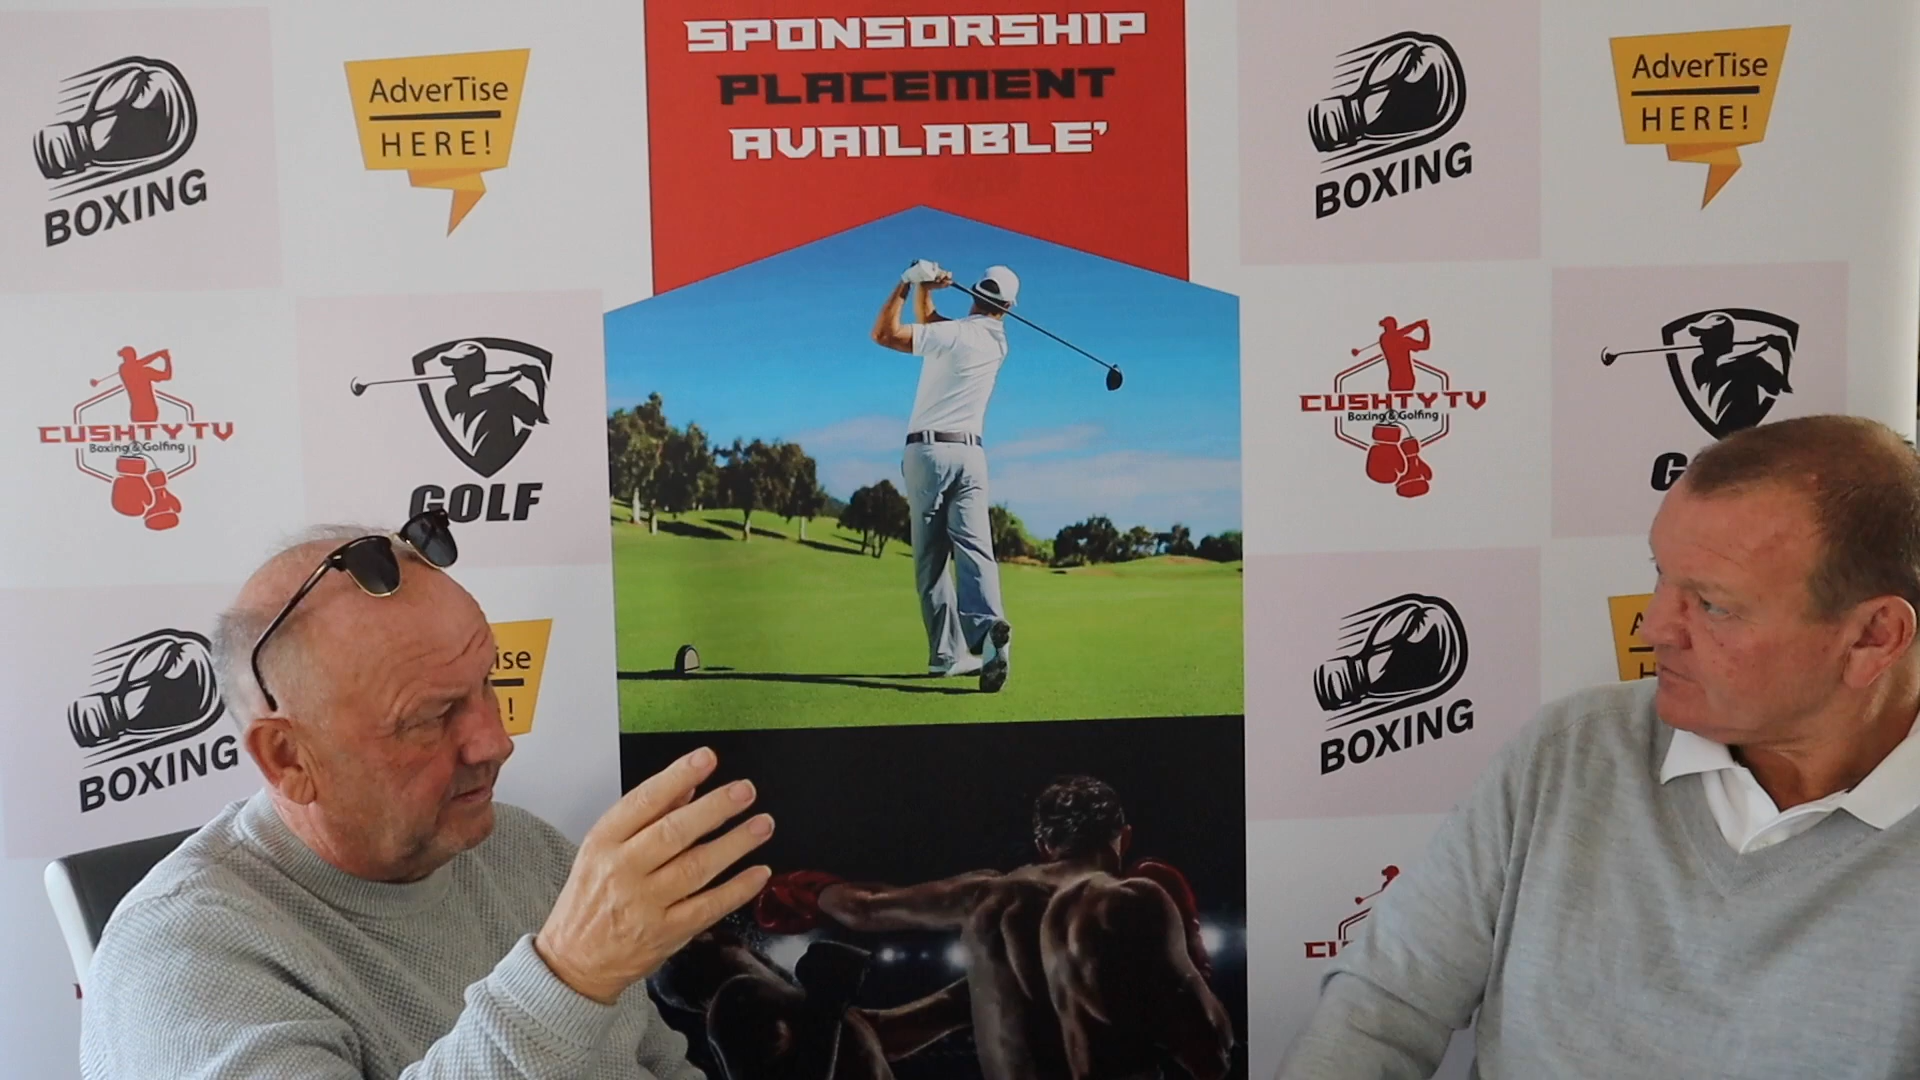 SPONSORSHIP
PLACEMENT
AVAILABLE'
BOXING
AdverTise
HERE!
BOXING
AdverTise
HERE!
CUSHTY TV
Boxing & Golfing
GOLF
CUSHTY TV
Boxing & Golfing
G
BOXING
ise
!
BOXING
A
H